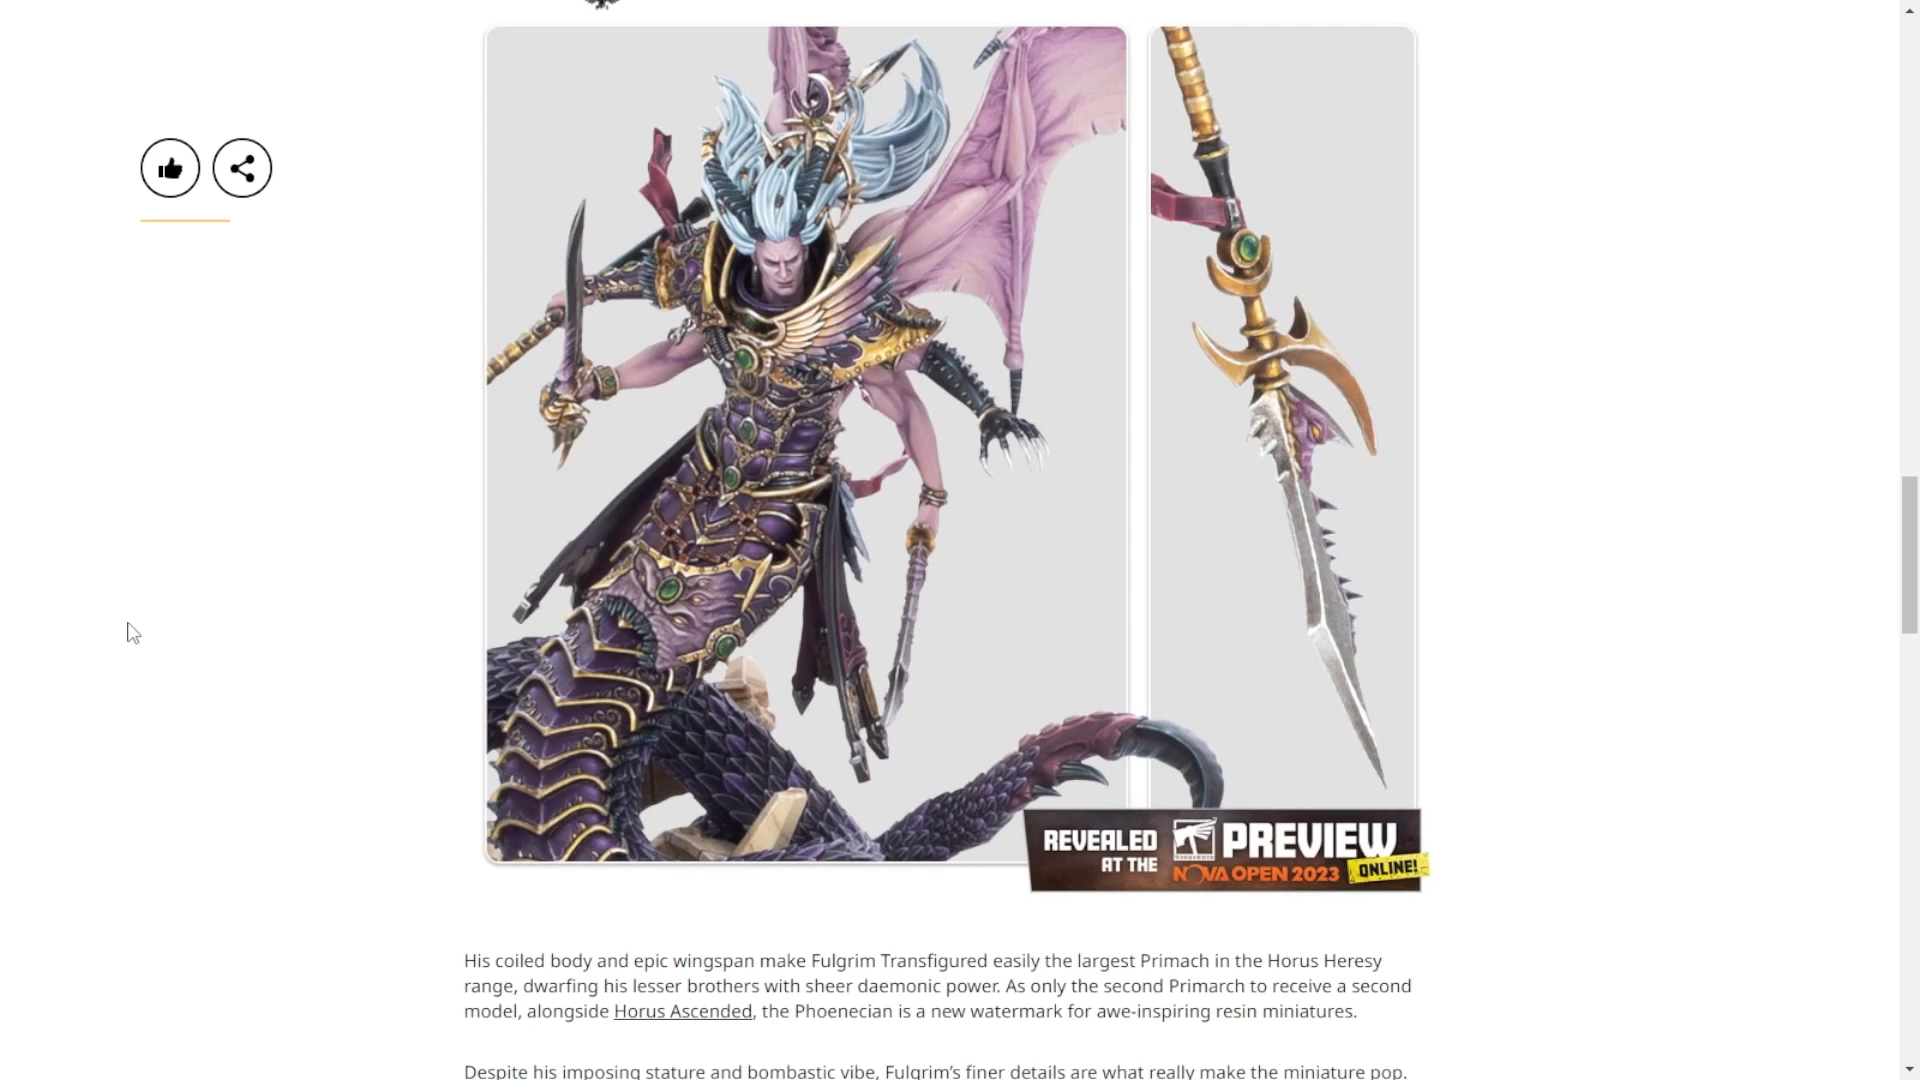 REVEALED
AT THE
PREVIEW
NOVA OPEN 2023
ONLINE!
His coiled body and epic wingspan make Fulgrim Transfigured easily the largest Primach in the Horus Heresy
range, dwarfing his lesser brothers with sheer daemonic power. As only the second Primarch to receive a second
model, alongside Horus Ascended, the Phoenecian is a new watermark for awe-inspiring resin miniatures.
Despite his imposing stature and bombastic vibe, Fulgrim’s finer details are what really make the miniature pop.